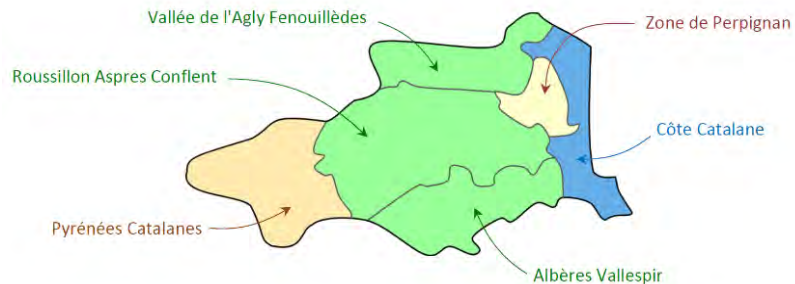 Vallée de l'Agly Fenouillèdes
Zone de Perpignan
Roussillon Aspres Conflent
Côte Catalane
Pyrénées Catalanes
Albères Vallespir